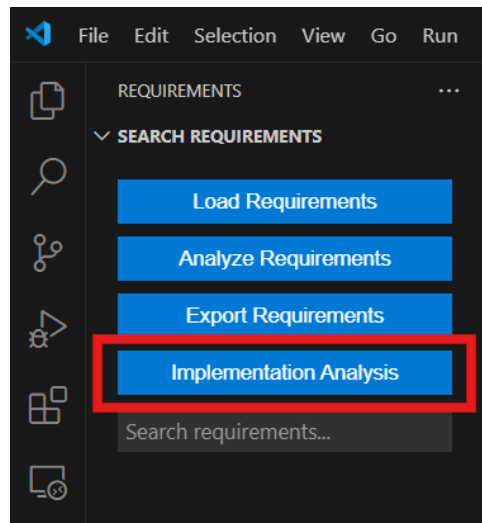 File Edit Selection View Go Run
REQUIREMENTS ...
SEARCH REQUIREMENTS
Load Requirements
Analyze Requirements
Export Requirements
Implementation Analysis
Search requirements...